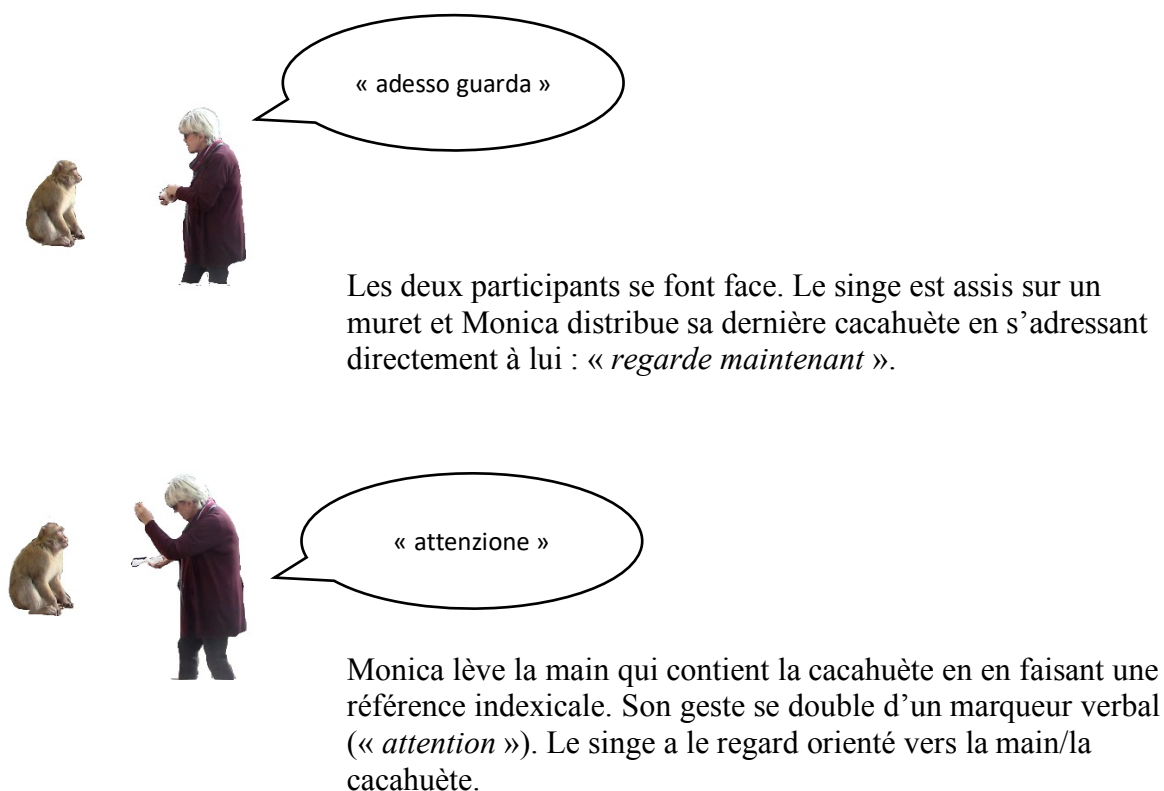 « adesso guarda »
Les deux participants se font face. Le singe est assis sur un
muret et Monica distribue sa dernière cacahuète en s’adressant
directement à lui : « regarde maintenant ».
« attenzione »
Monica lève la main qui contient la cacahuète en en faisant une
référence indexicale. Son geste se double d’un marqueur verbal
(« attention »). Le singe a le regard orienté vers la main/la
cacahuète.